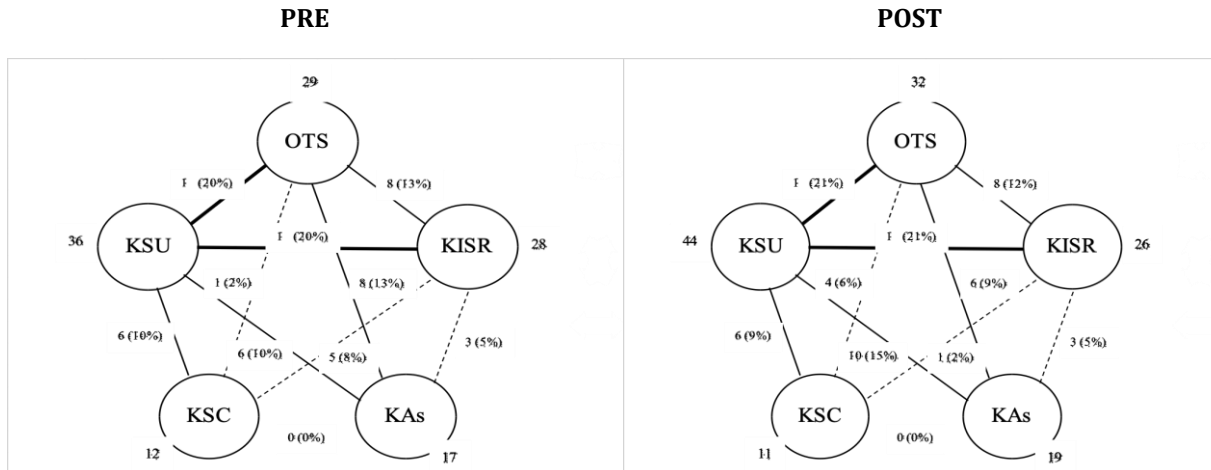 PRE
POST
29
OTS
(20%)
8 (13%)
36
KSU
(20%)
KISR
28
1 (2%)
8 (13%)
6 (10%)
6 (10%)
5 (8%)
3 (5%)
KSC
KAs
12
0 (0%)
17
32
OTS
(21%)
8 (12%)
44
KSU
(21%)
KISR
26
4 (6%)
6 (9%)
6 (9%)
10 (15%)
1 (2%)
3 (5%)
KSC
KAs
11
0 (0%)
19